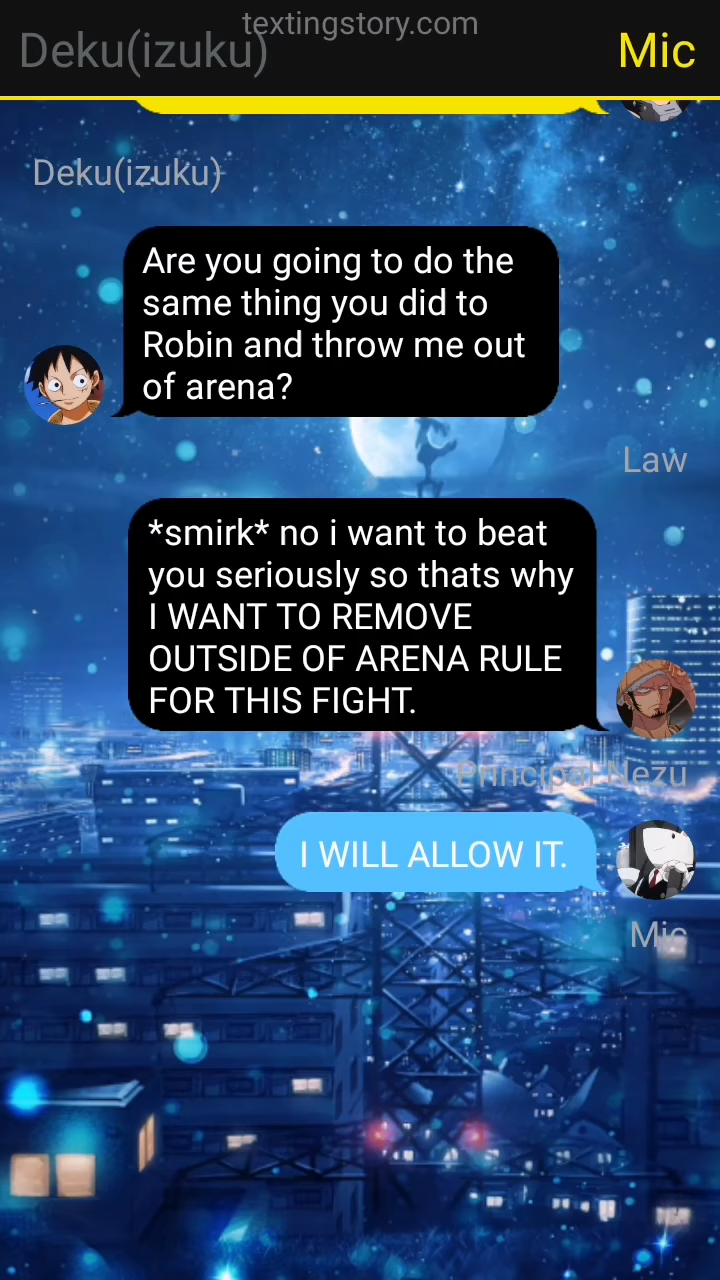 textingstory.com
Deku(izuku)
Mic
Deku(izuku)
Are you going to do the
same thing you did to
Robin and throw me out
of arena?
Law
*smirk* no i want to beat
you seriously so thats why
I WANT TO REMOVE
OUTSIDE OF ARENA RULE
FOR THIS FIGHT.
Principal Nezu
I WILL ALLOW IT.
Mic